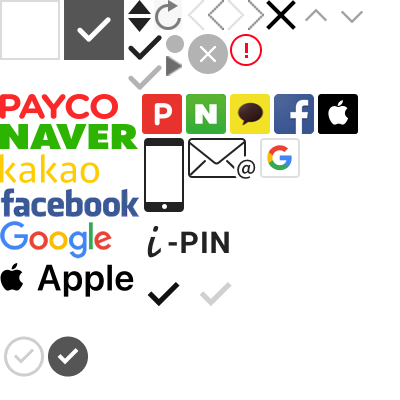 PAYCO
P N
NAVER
kakao
@
G
facebook
f
Google
i-PIN
Apple